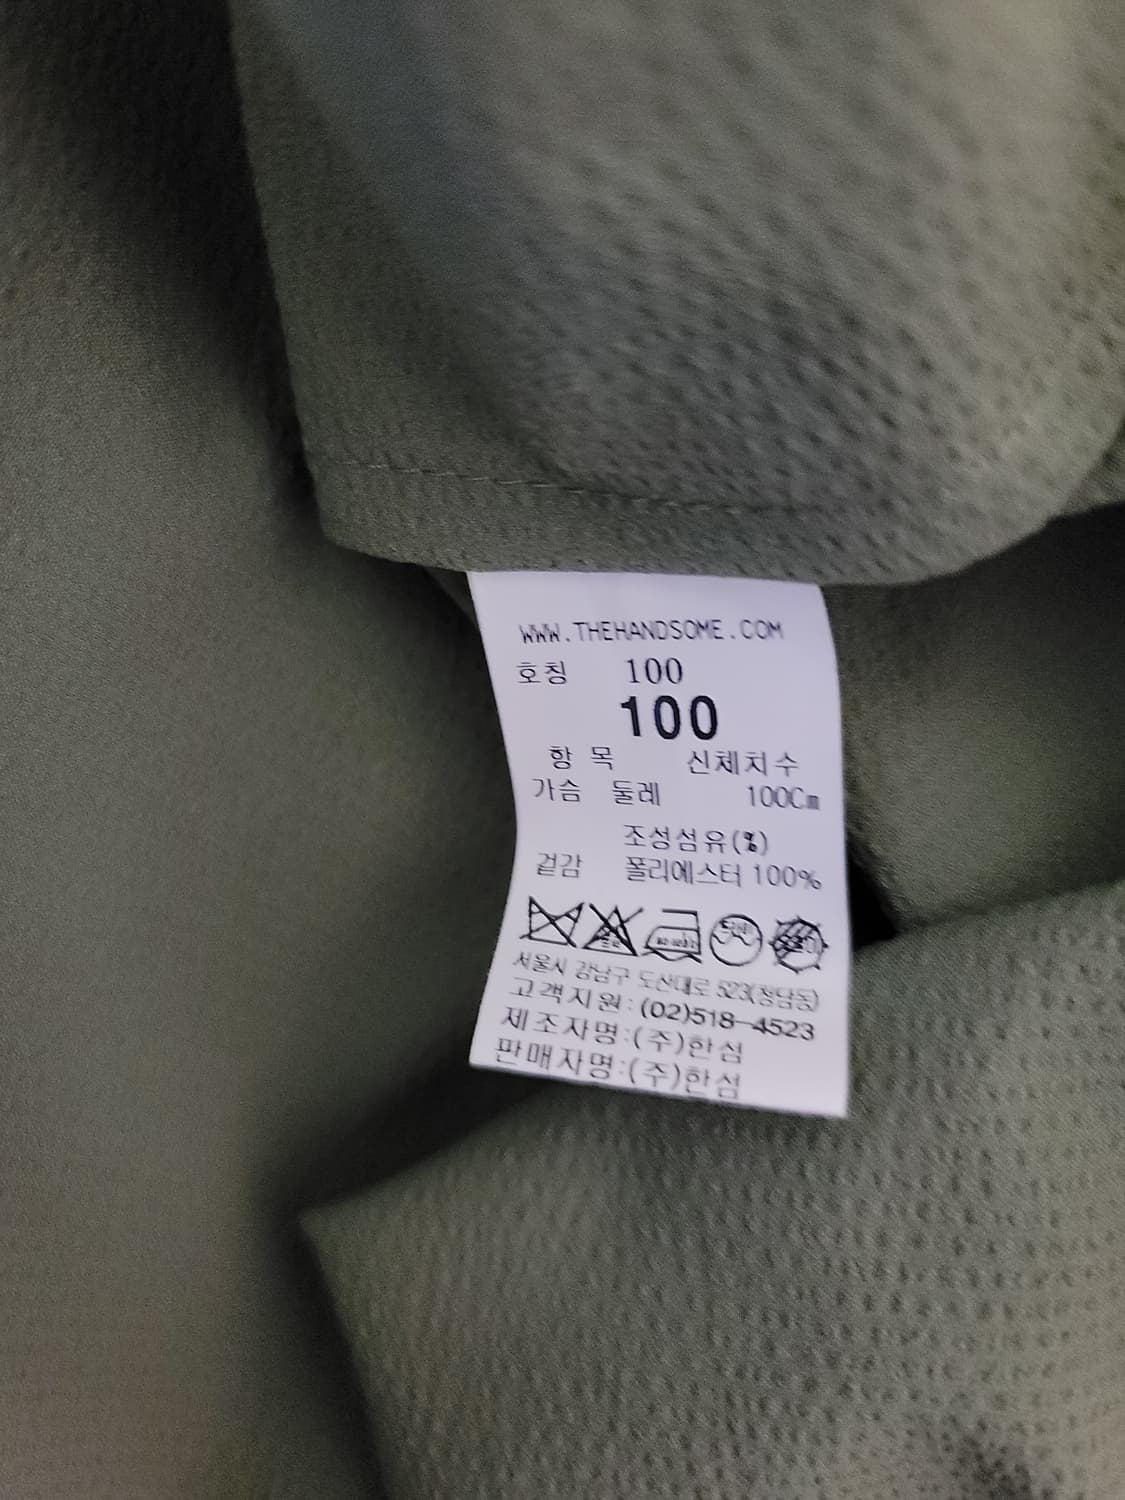 WWW.THEHANDSOME.COM
호칭 100
100
항 목 신체치수
가슴 둘레 100Cm
조성섬유(%)
겉감 폴리에스터 100%
서울시 강남구 도산대로 523(청담동)
고객지원:(02)518-4523
제조자명:(주)한섬
판매자명:(주)한섬